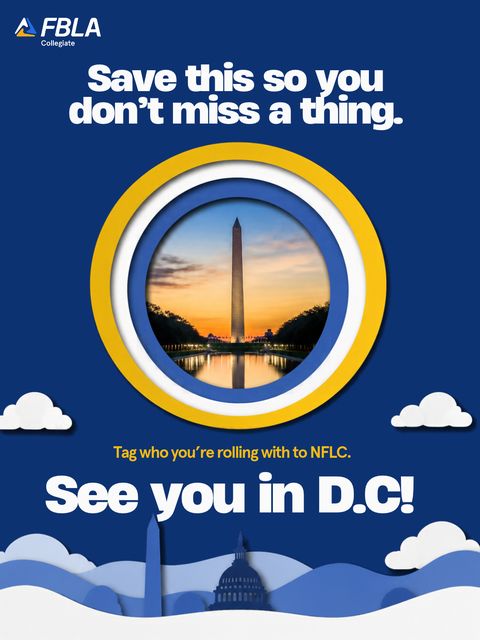 FBLA
Collegiate
Save this so you
don't miss a thing.
Tag who you're rolling with to NFLC.
See you in D.C!